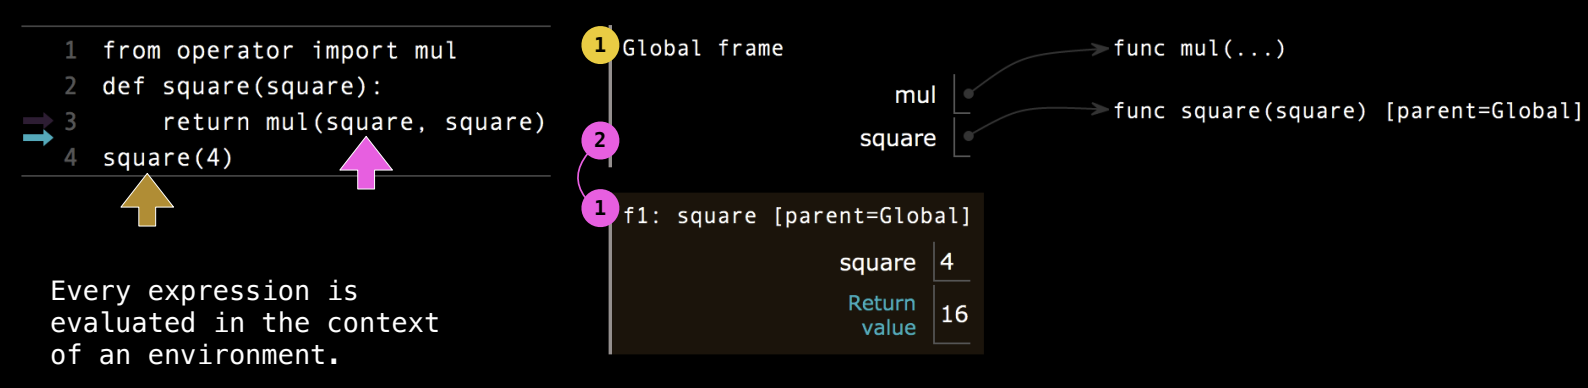 1 from operator import mul
2 def square(square):
3 return mul(square, square)
4 square(4)
Every expression is
evaluated in the context
of an environment.
1 Global frame
mul
square
2
func mul(...)
func square(square) [parent=Global]
1 f1: square [parent=Global]
square 4
Return
value 16